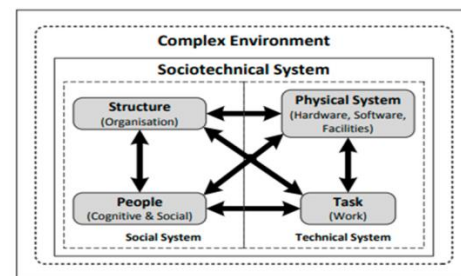 Complex Environment
Sociotechnical System
Structure
(Organisation)
Physical System
(Hardware, Software,
Facilities)
People
(Cognitive & Social)
Task
(Work)
Social System
Technical System